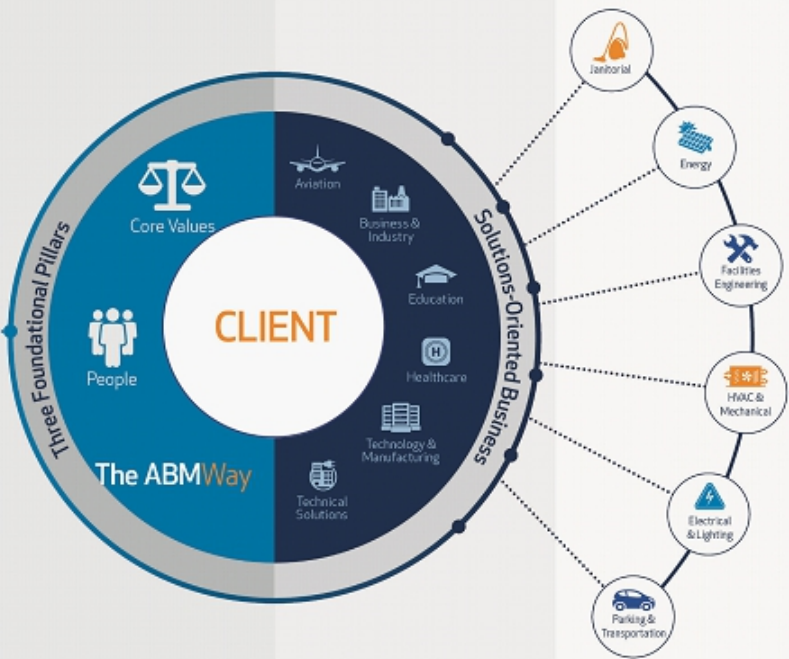 Three Foundational Pillars
Core Values
People
The ABMWay
CLIENT
Aviation
Business &
Industry
Education
H
Healthcare
Technology &
Manufacturing
Technical
Solutions
Solutions-Oriented Business
Janitorial
Energy
Facilities
Engineering
HVAC &
Mechanical
Electrical
& Lighting
Parking &
Transportation